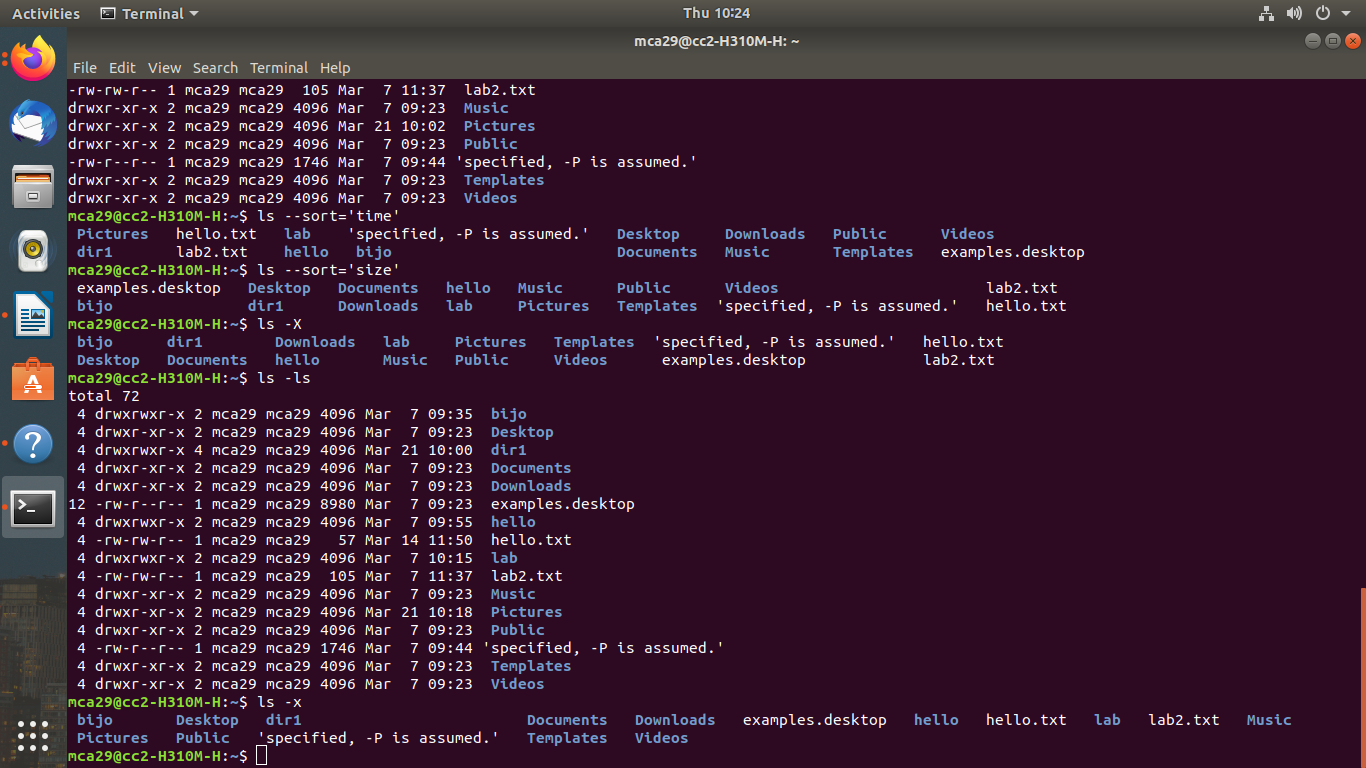 Activities Terminal Thu 10:24
mca29@cc2-H310M-H: ~
File Edit View Search Terminal Help
-rw-rw-r-- 1 mca29 mca29  105 Mar  7 11:37  lab2.txt
drwxr-xr-x 2 mca29 mca29 4096 Mar  7 09:23  Music
drwxr-xr-x 2 mca29 mca29 4096 Mar 21 10:02  Pictures
drwxr-xr-x 2 mca29 mca29 4096 Mar  7 09:23  Public
-rw-r--r-- 1 mca29 mca29 1746 Mar  7 09:44 'specified, -P is assumed.'
drwxr-xr-x 2 mca29 mca29 4096 Mar  7 09:23  Templates
drwxr-xr-x 2 mca29 mca29 4096 Mar  7 09:23  Videos
mca29@cc2-H310M-H:~$ ls --sort='time'
 Pictures   hello.txt   lab    'specified, -P is assumed.'   Desktop     Downloads   Public      Videos
 dir1       lab2.txt    hello   bijo                         Documents   Music       Templates   examples.desktop
mca29@cc2-H310M-H:~$ ls --sort='size'
 examples.desktop   Desktop   Documents   hello   Music      Public      Videos                       lab2.txt
 bijo               dir1      Downloads   lab     Pictures   Templates  'specified, -P is assumed.'   hello.txt
mca29@cc2-H310M-H:~$ ls -X
 bijo      dir1        Downloads   lab     Pictures   Templates  'specified, -P is assumed.'   hello.txt
 Desktop   Documents   hello       Music   Public     Videos      examples.desktop             lab2.txt
mca29@cc2-H310M-H:~$ ls -ls
total 72
 4 drwxrwxr-x 2 mca29 mca29 4096 Mar  7 09:35  bijo
 4 drwxr-xr-x 2 mca29 mca29 4096 Mar  7 09:23  Desktop
 4 drwxrwxr-x 4 mca29 mca29 4096 Mar 21 10:00  dir1
 4 drwxr-xr-x 2 mca29 mca29 4096 Mar  7 09:23  Documents
 4 drwxr-xr-x 2 mca29 mca29 4096 Mar  7 09:23  Downloads
12 -rw-r--r-- 1 mca29 mca29 8980 Mar  7 09:23  examples.desktop
 4 drwxrwxr-x 2 mca29 mca29 4096 Mar  7 09:55  hello
 4 -rw-rw-r-- 1 mca29 mca29   57 Mar 14 11:50  hello.txt
 4 drwxrwxr-x 2 mca29 mca29 4096 Mar  7 10:15  lab
 4 -rw-rw-r-- 1 mca29 mca29  105 Mar  7 11:37  lab2.txt
 4 drwxr-xr-x 2 mca29 mca29 4096 Mar  7 09:23  Music
 4 drwxr-xr-x 2 mca29 mca29 4096 Mar 21 10:18  Pictures
 4 drwxr-xr-x 2 mca29 mca29 4096 Mar  7 09:23  Public
 4 -rw-r--r-- 1 mca29 mca29 1746 Mar  7 09:44 'specified, -P is assumed.'
 4 drwxr-xr-x 2 mca29 mca29 4096 Mar  7 09:23  Templates
 4 drwxr-xr-x 2 mca29 mca29 4096 Mar  7 09:23  Videos
mca29@cc2-H310M-H:~$ ls -x
 bijo       Desktop   dir1                         Documents   Downloads   examples.desktop   hello   hello.txt   lab   lab2.txt   Music
 Pictures   Public   'specified, -P is assumed.'   Templates   Videos
mca29@cc2-H310M-H:~$